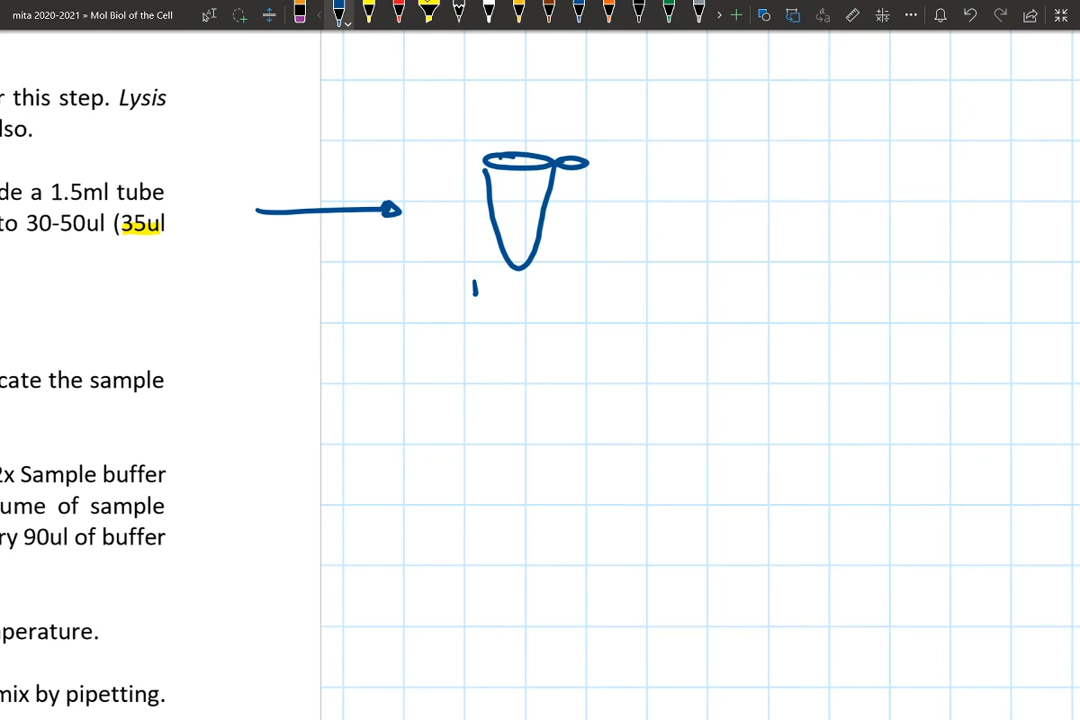 mita 2020-2021 » Mol Biol of the Cell
this step. Lysis
lso.
de a 1.5ml tube
to 30-50ul (35ul
cate the sample
2x Sample buffer
ume of sample
ry 90ul of buffer
perature.
mix by pipetting.